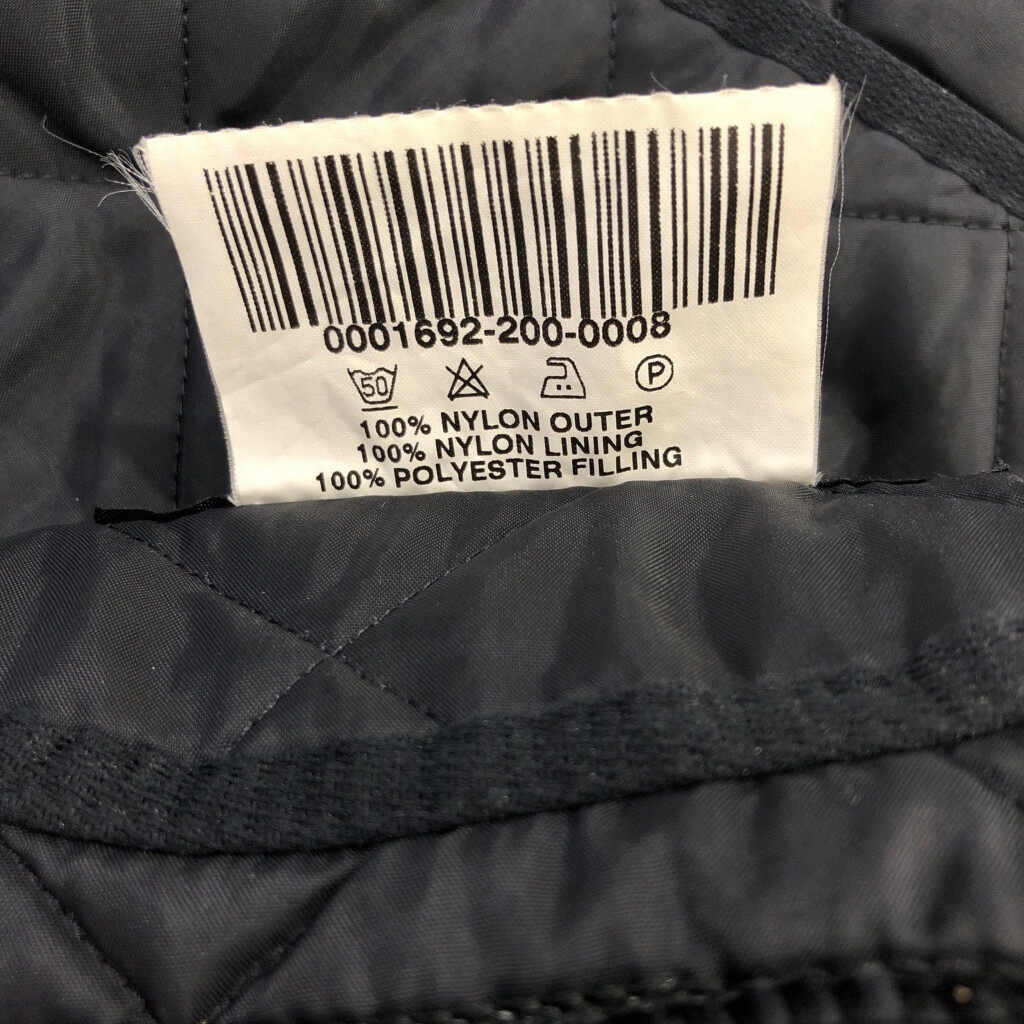 0001692-200-0008
50
P
100% NYLON OUTER
100% NYLON LINING
100% POLYESTER FILLING